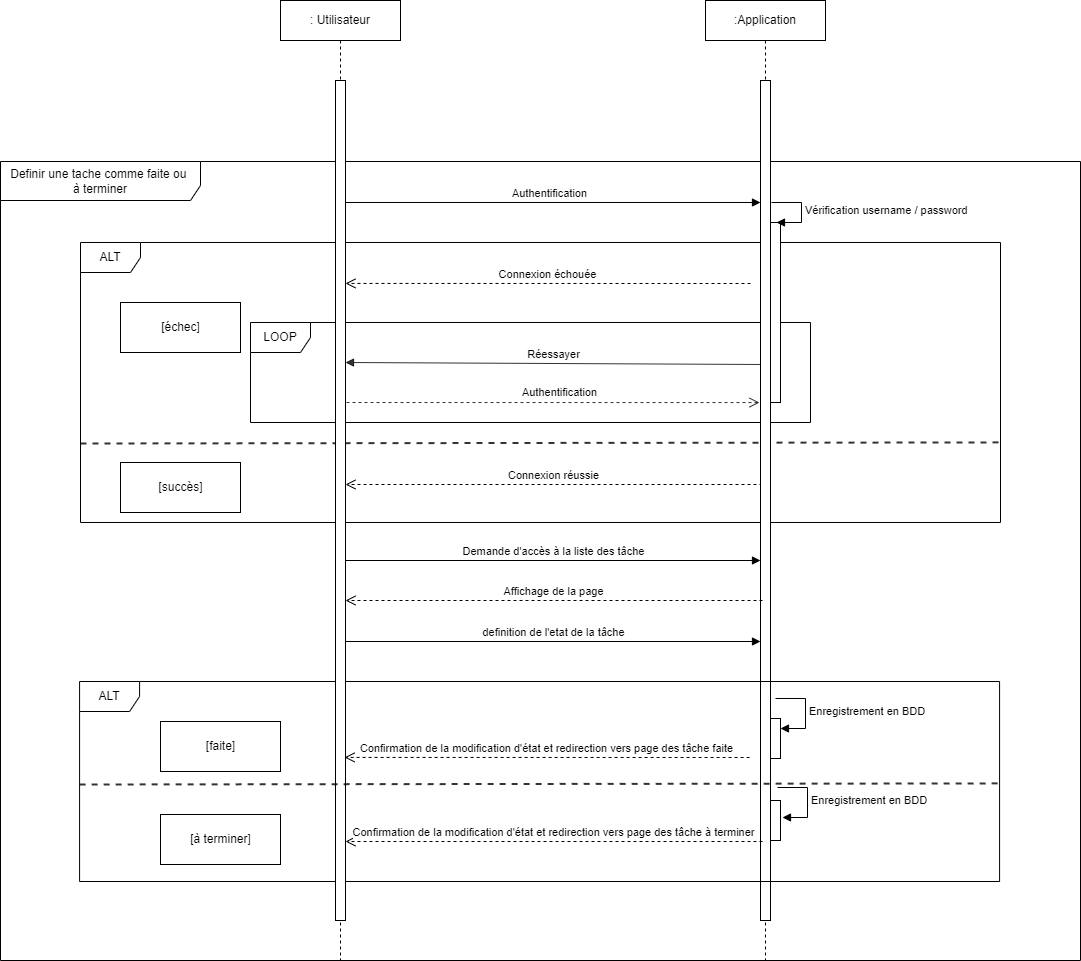 : Utilisateur
:Application
Definir une tache comme faite ou
à terminer
Authentification
Vérification username / password
ALT
Connexion échouée
[échec]
LOOP
Réessayer
Authentification
Connexion réussie
[succès]
Demande d'accès à la liste des tâche
Affichage de la page
definition de l'etat de la tâche
ALT
Enregistrement en BDD
[faite]
Confirmation de la modification d'état et redirection vers page des tâche faite
Enregistrement en BDD
Confirmation de la modification d'état et redirection vers page des tâche à terminer
[à terminer]